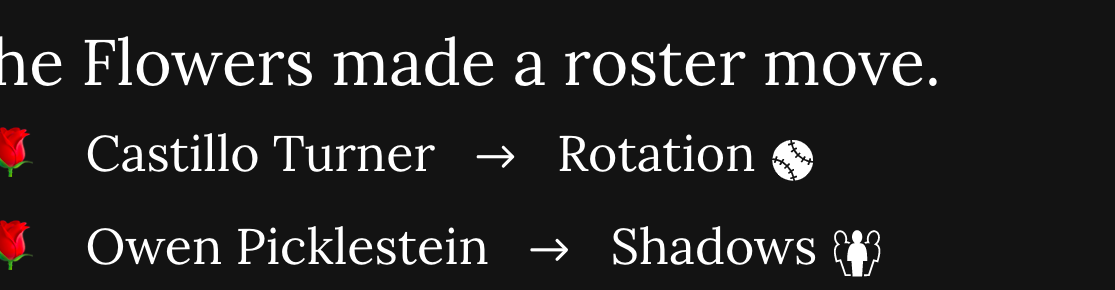 he Flowers made a roster move.
🌹 Castillo Turner → Rotation ⚾
🌹 Owen Picklestein → Shadows 👥